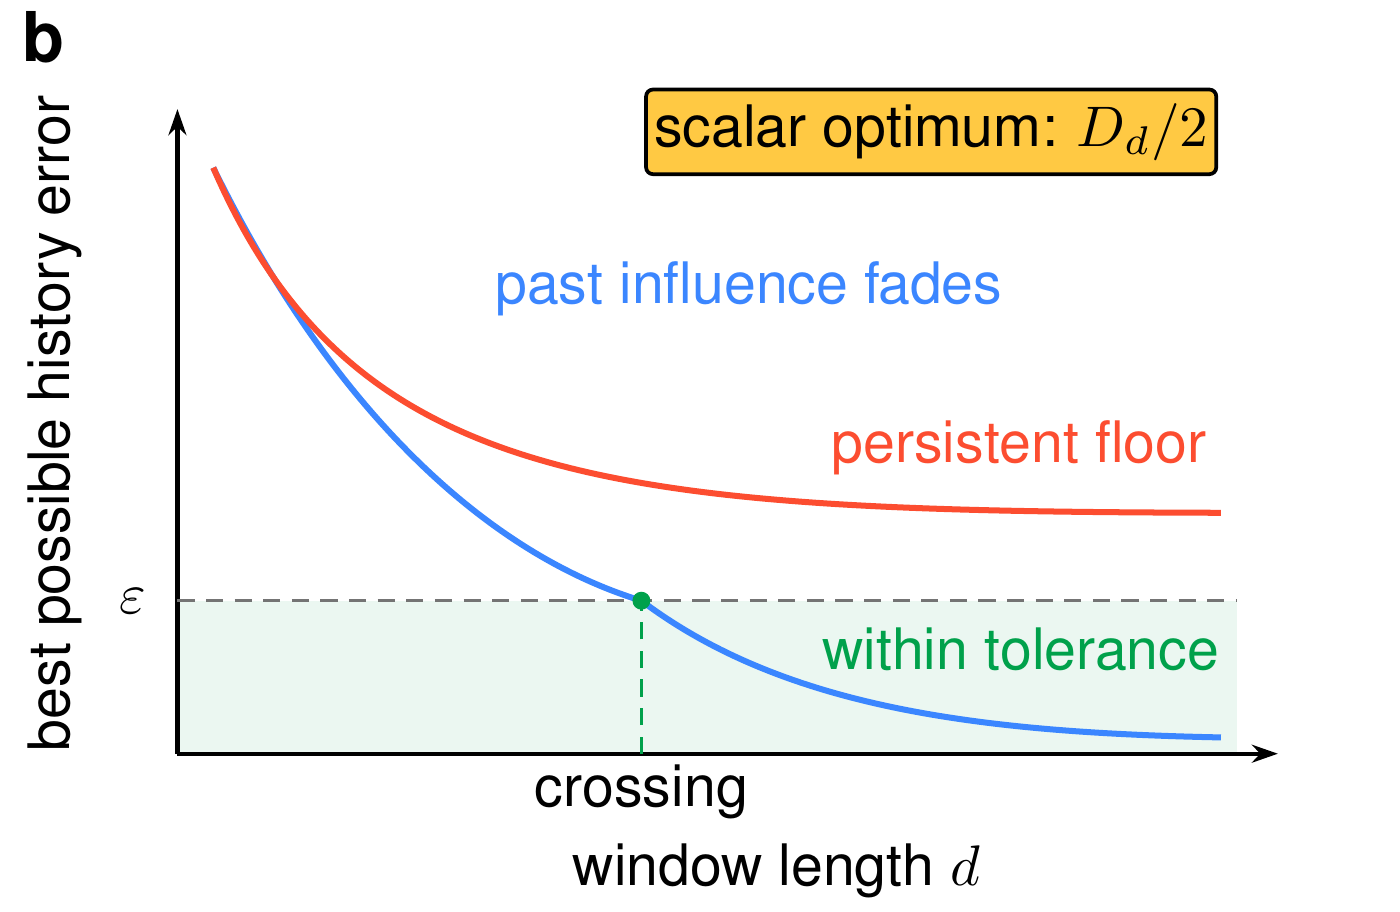 b
best possible history error
scalar optimum: $D_d/2$
past influence fades
persistent floor
ε
within tolerance
crossing
window length $d$